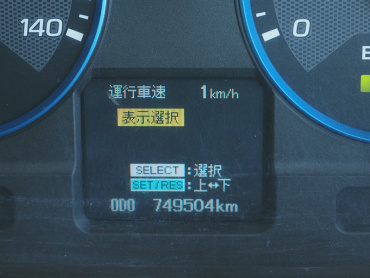 140
0
E
運行車速 1km/h
表示選択
SELECT :選択
SET/RES :上↔下
ODO 749504km